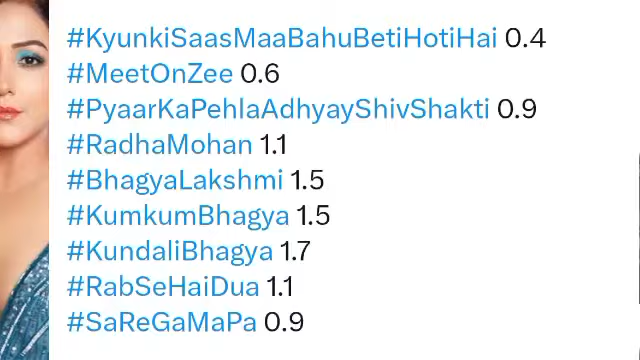 #KyunkiSaasMaaBahuBetiHotiHai 0.4
#MeetOnZee 0.6
#PyaarKaPehlaAdhyayShivShakti 0.9
#RadhaMohan 1.1
#BhagyaLakshmi 1.5
#KumkumBhagya 1.5
#KundaliBhagya 1.7
#RabSeHaiDua 1.1
#SaReGaMaPa 0.9